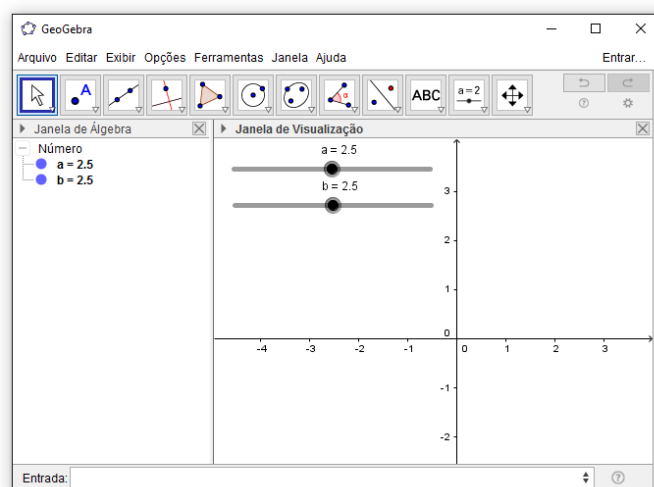 GeoGebra
Arquivo Editar Exibir Opções Ferramentas Janela Ajuda Entrar...
A α ABC a=2
Janela de Álgebra
Janela de Visualização
Número
a = 2.5
b = 2.5
a = 2.5
b = 2.5
3
2
1
0
-4 -3 -2 -1 0 1 2 3
-1
-2
Entrada: